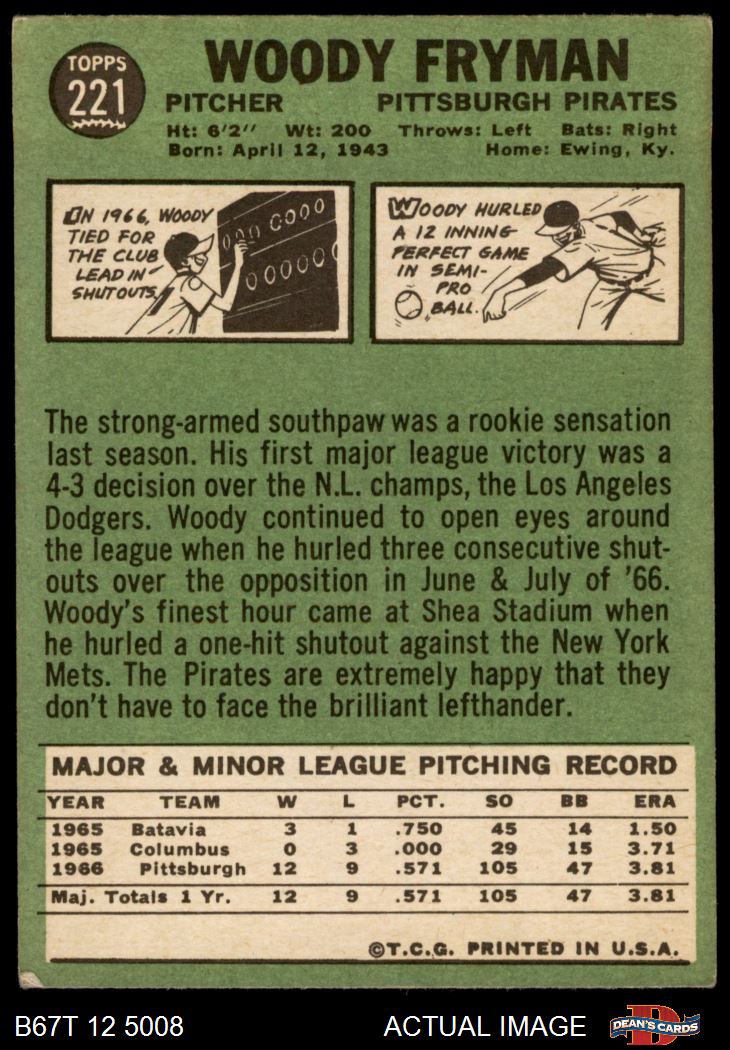 TOPPS
221
WOODY FRYMAN
PITCHER PITTSBURGH PIRATES
Ht: 6'2" Wt: 200 Throws: Left Bats: Right
Born: April 12, 1943 Home: Ewing, Ky.
IN 1966, WOODY
TIED FOR
THE CLUB
LEAD IN
SHUTOUTS.
000 0000
000000
WOODY HURLED
A 12 INNING
PERFECT GAME
IN SEMI-
PRO
BALL.
The strong-armed southpaw was a rookie sensation
last season. His first major league victory was a
4-3 decision over the N.L. champs, the Los Angeles
Dodgers. Woody continued to open eyes around
the league when he hurled three consecutive shut-
outs over the opposition in June & July of '66.
Woody's finest hour came at Shea Stadium when
he hurled a one-hit shutout against the New York
Mets. The Pirates are extremely happy that they
don't have to face the brilliant lefthander.
MAJOR & MINOR LEAGUE PITCHING RECORD
YEAR TEAM W L PCT. SO BB ERA
1965 Batavia 3 1 .750 45 14 1.50
1965 Columbus 0 3 .000 29 15 3.71
1966 Pittsburgh 12 9 .571 105 47 3.81
Maj. Totals 1 Yr. 12 9 .571 105 47 3.81
©T.C.G. PRINTED IN U.S.A.
B67T 12 5008 ACTUAL IMAGE
D
DEAN'S CARDS